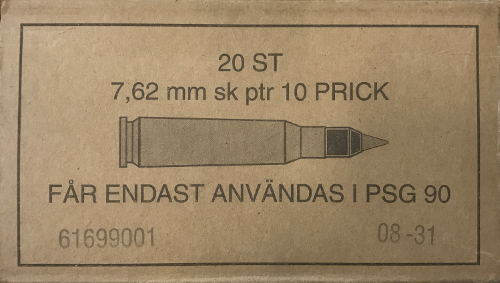 20 ST
7,62 mm sk ptr 10 PRICK
FÅR ENDAST ANVÄNDAS I PSG 90
61699001 08-31